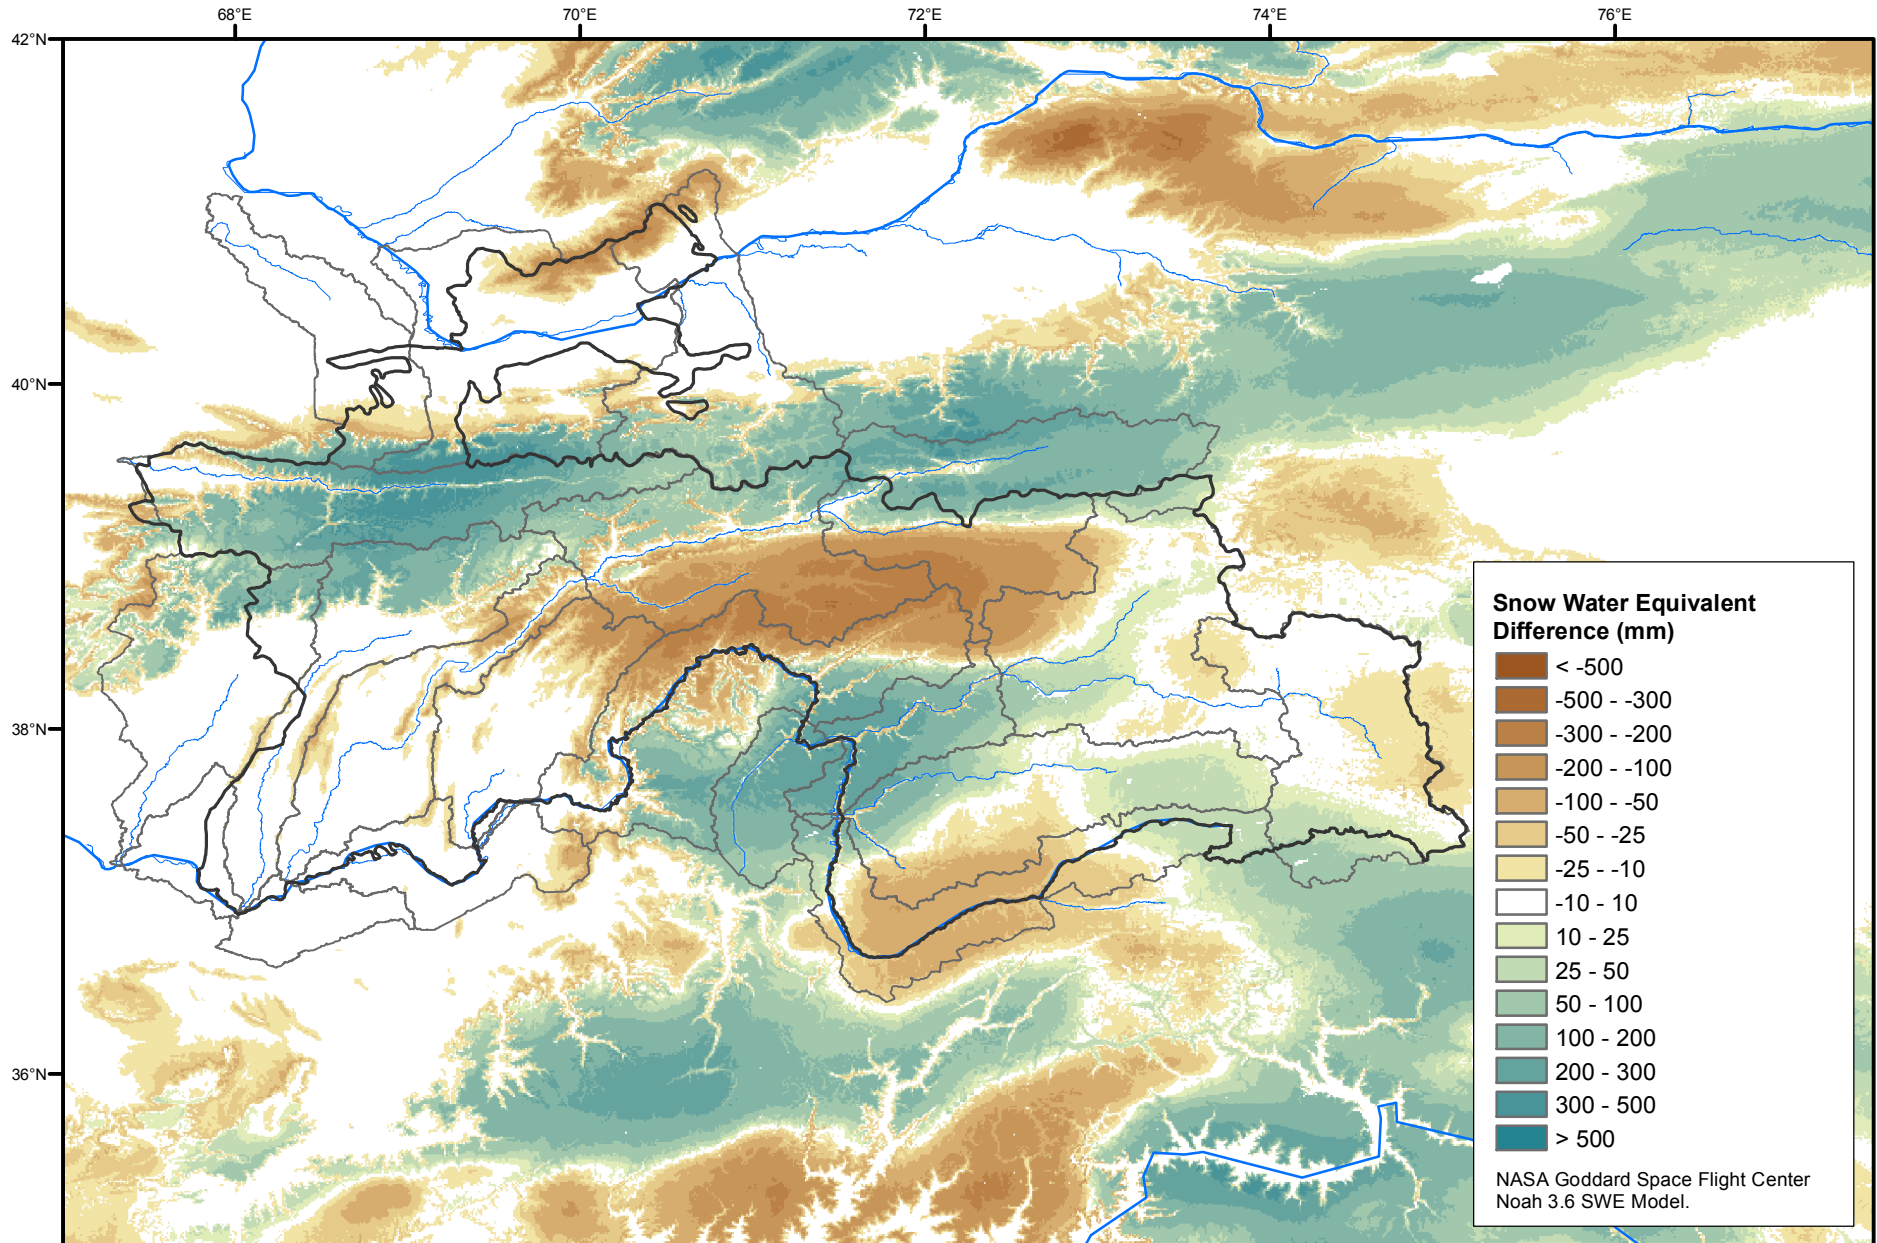 68°E
70°E
72°E
74°E
76°E
42°N
40°N
38°N
36°N
Snow Water Equivalent
Difference (mm)
< -500
-500 - -300
-300 - -200
-200 - -100
-100 - -50
-50 - -25
-25 - -10
-10 - 10
10 - 25
25 - 50
50 - 100
100 - 200
200 - 300
300 - 500
> 500
NASA Goddard Space Flight Center
Noah 3.6 SWE Model.